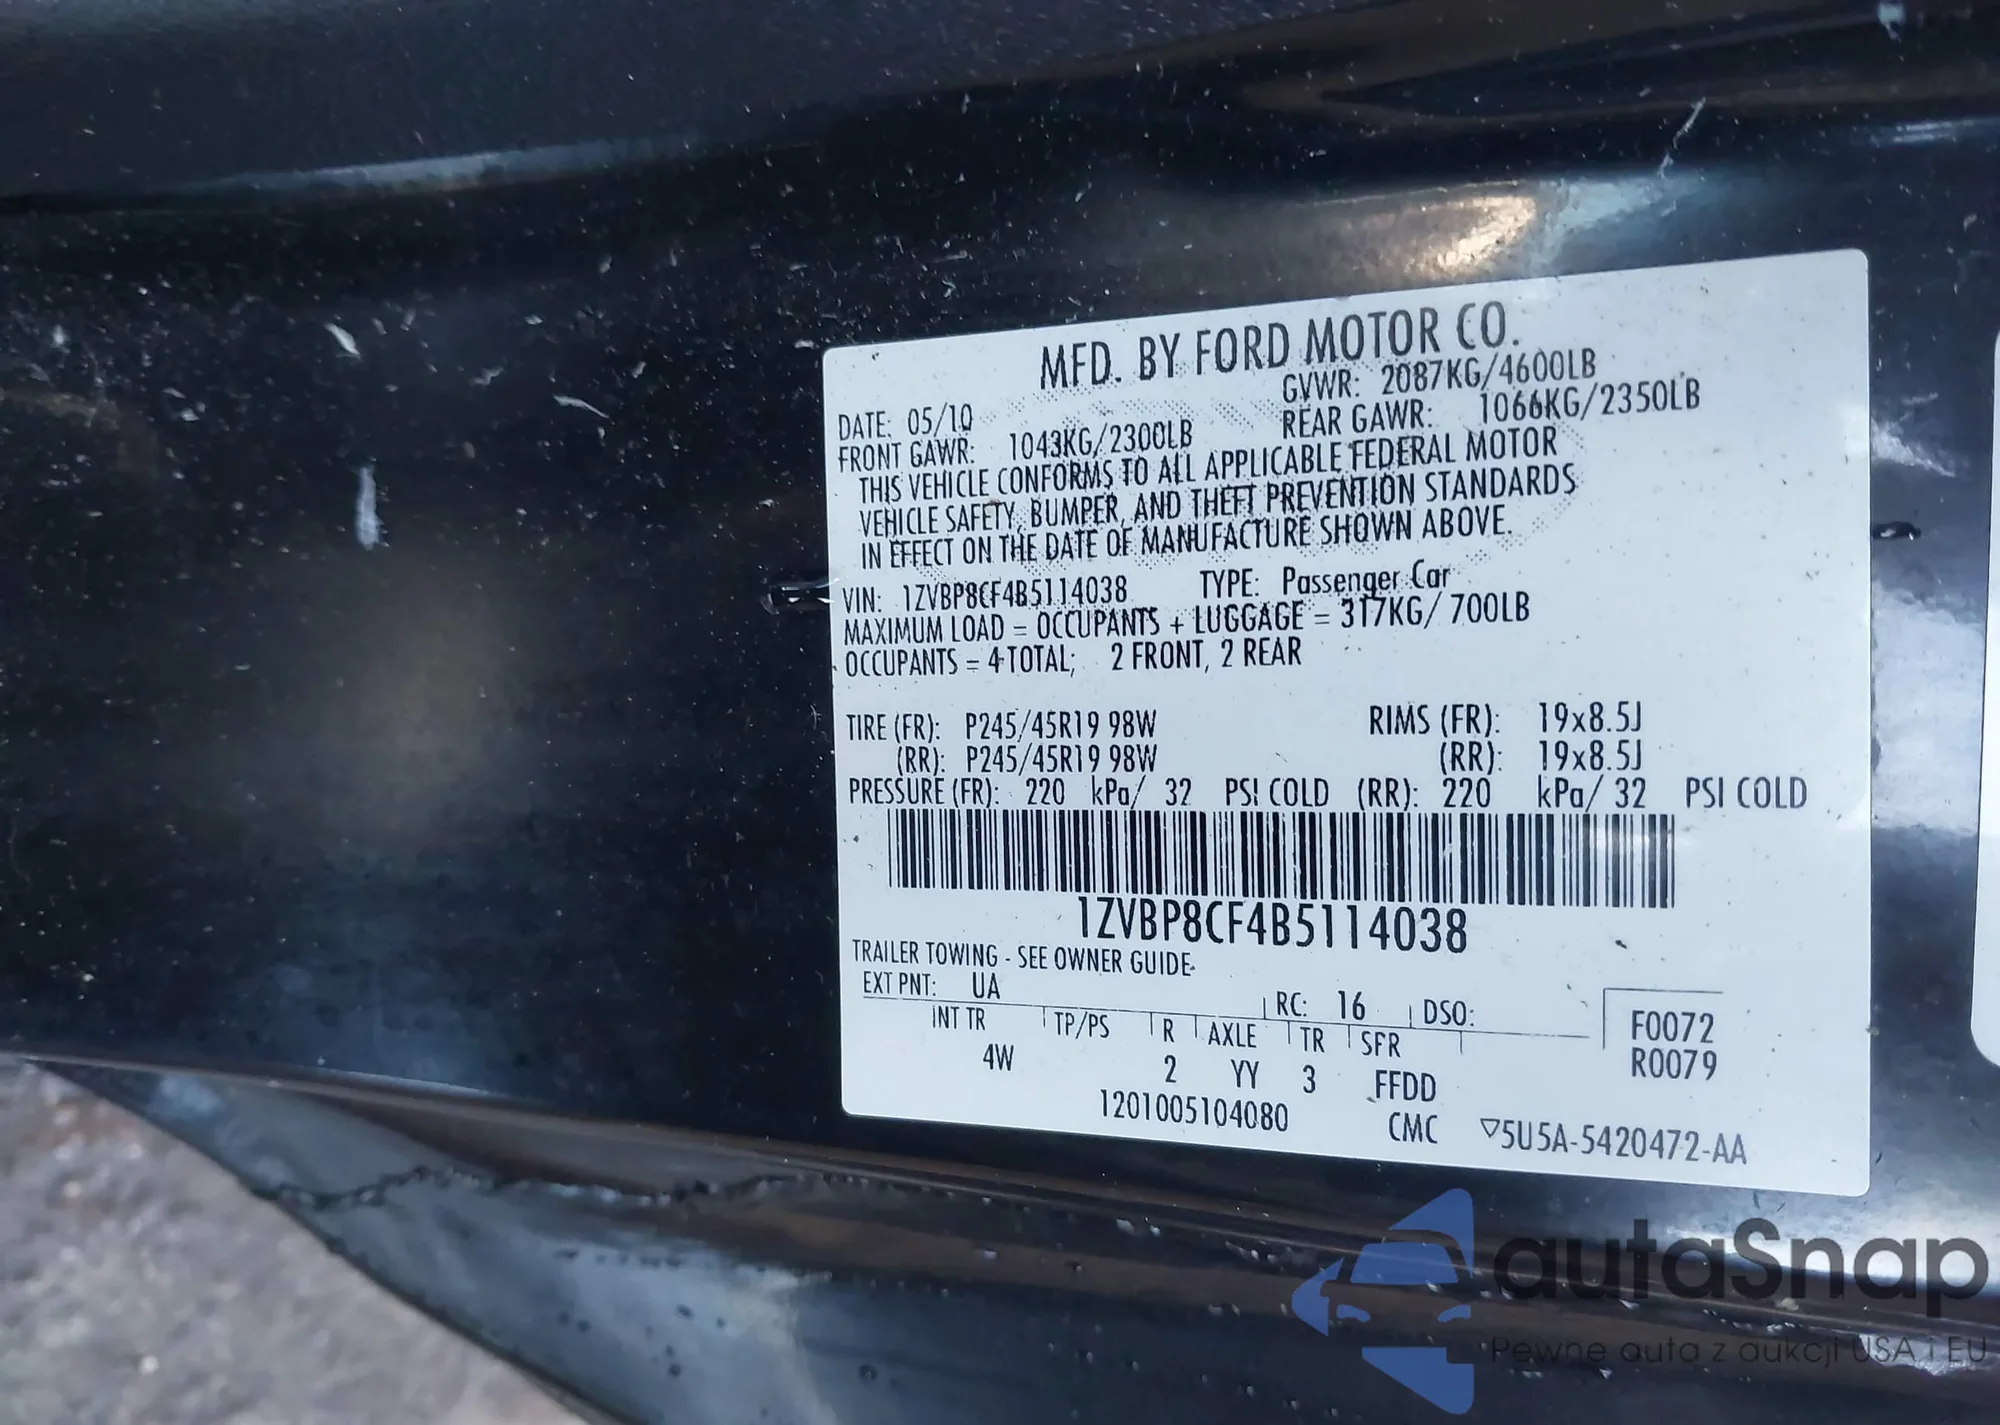 MFD. BY FORD MOTOR CO.
DATE: 05/10 GVWR: 2087KG/4600LB
FRONT GAWR: 1043KG/2300LB REAR GAWR: 1066KG/2350LB
THIS VEHICLE CONFORMS TO ALL APPLICABLE FEDERAL MOTOR
VEHICLE SAFETY, BUMPER, AND THEFT PREVENTION STANDARDS
IN EFFECT ON THE DATE OF MANUFACTURE SHOWN ABOVE.
VIN: 1ZVBP8CF4B5114038 TYPE: Passenger Car
MAXIMUM LOAD = OCCUPANTS + LUGGAGE = 317KG/ 700LB
OCCUPANTS = 4 TOTAL; 2 FRONT, 2 REAR
TIRE (FR): P245/45R19 98W RIMS (FR): 19x8.5J
(RR): P245/45R19 98W (RR): 19x8.5J
PRESSURE (FR): 220 kPa/ 32 PSI COLD (RR): 220 kPa/ 32 PSI COLD
1ZVBP8CF4B5114038
TRAILER TOWING - SEE OWNER GUIDE
EXT PNT: UA RC: 16 DSO:
INT TR TP/PS R AXLE TR SFR
4W 2 YY 3 FFDD
F0072
R0079
1201005104080 CMC ▽5U5A-5420472-AA
autaSnap
Pewne auta z aukcji USA i EU